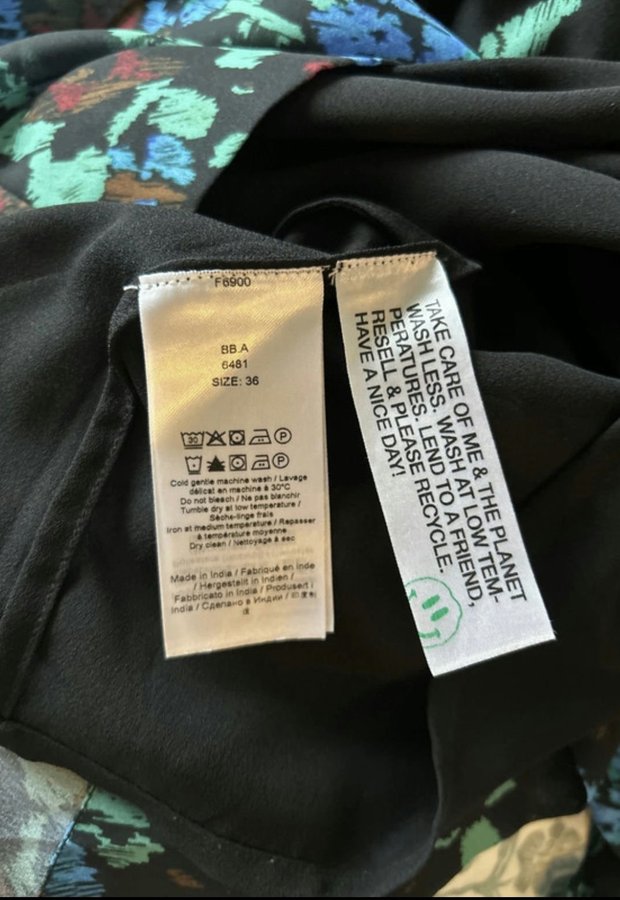 F6900
BB.A
6481
SIZE: 36
30
P
P
Cold gentle machine wash / Lavage
délicat en machine à 30°C
Do not bleach / Ne pas blanchir
Tumble dry at low temperature /
Sèche-linge frais
Iron at medium temperature / Repasser
à température moyenne
Dry clean / Nettoyage à sec
Made in India / Fabriqué en Inde
/ Hergestellt in Indien /
Fabbricato in India / Produsert i
India / Сделано в Индии / 印度制
TAKE CARE OF ME & THE PLANET
WASH LESS. WASH AT LOW TEM-
PERATURES. LEND TO A FRIEND,
RESELL & PLEASE RECYCLE.
HAVE A NICE DAY!